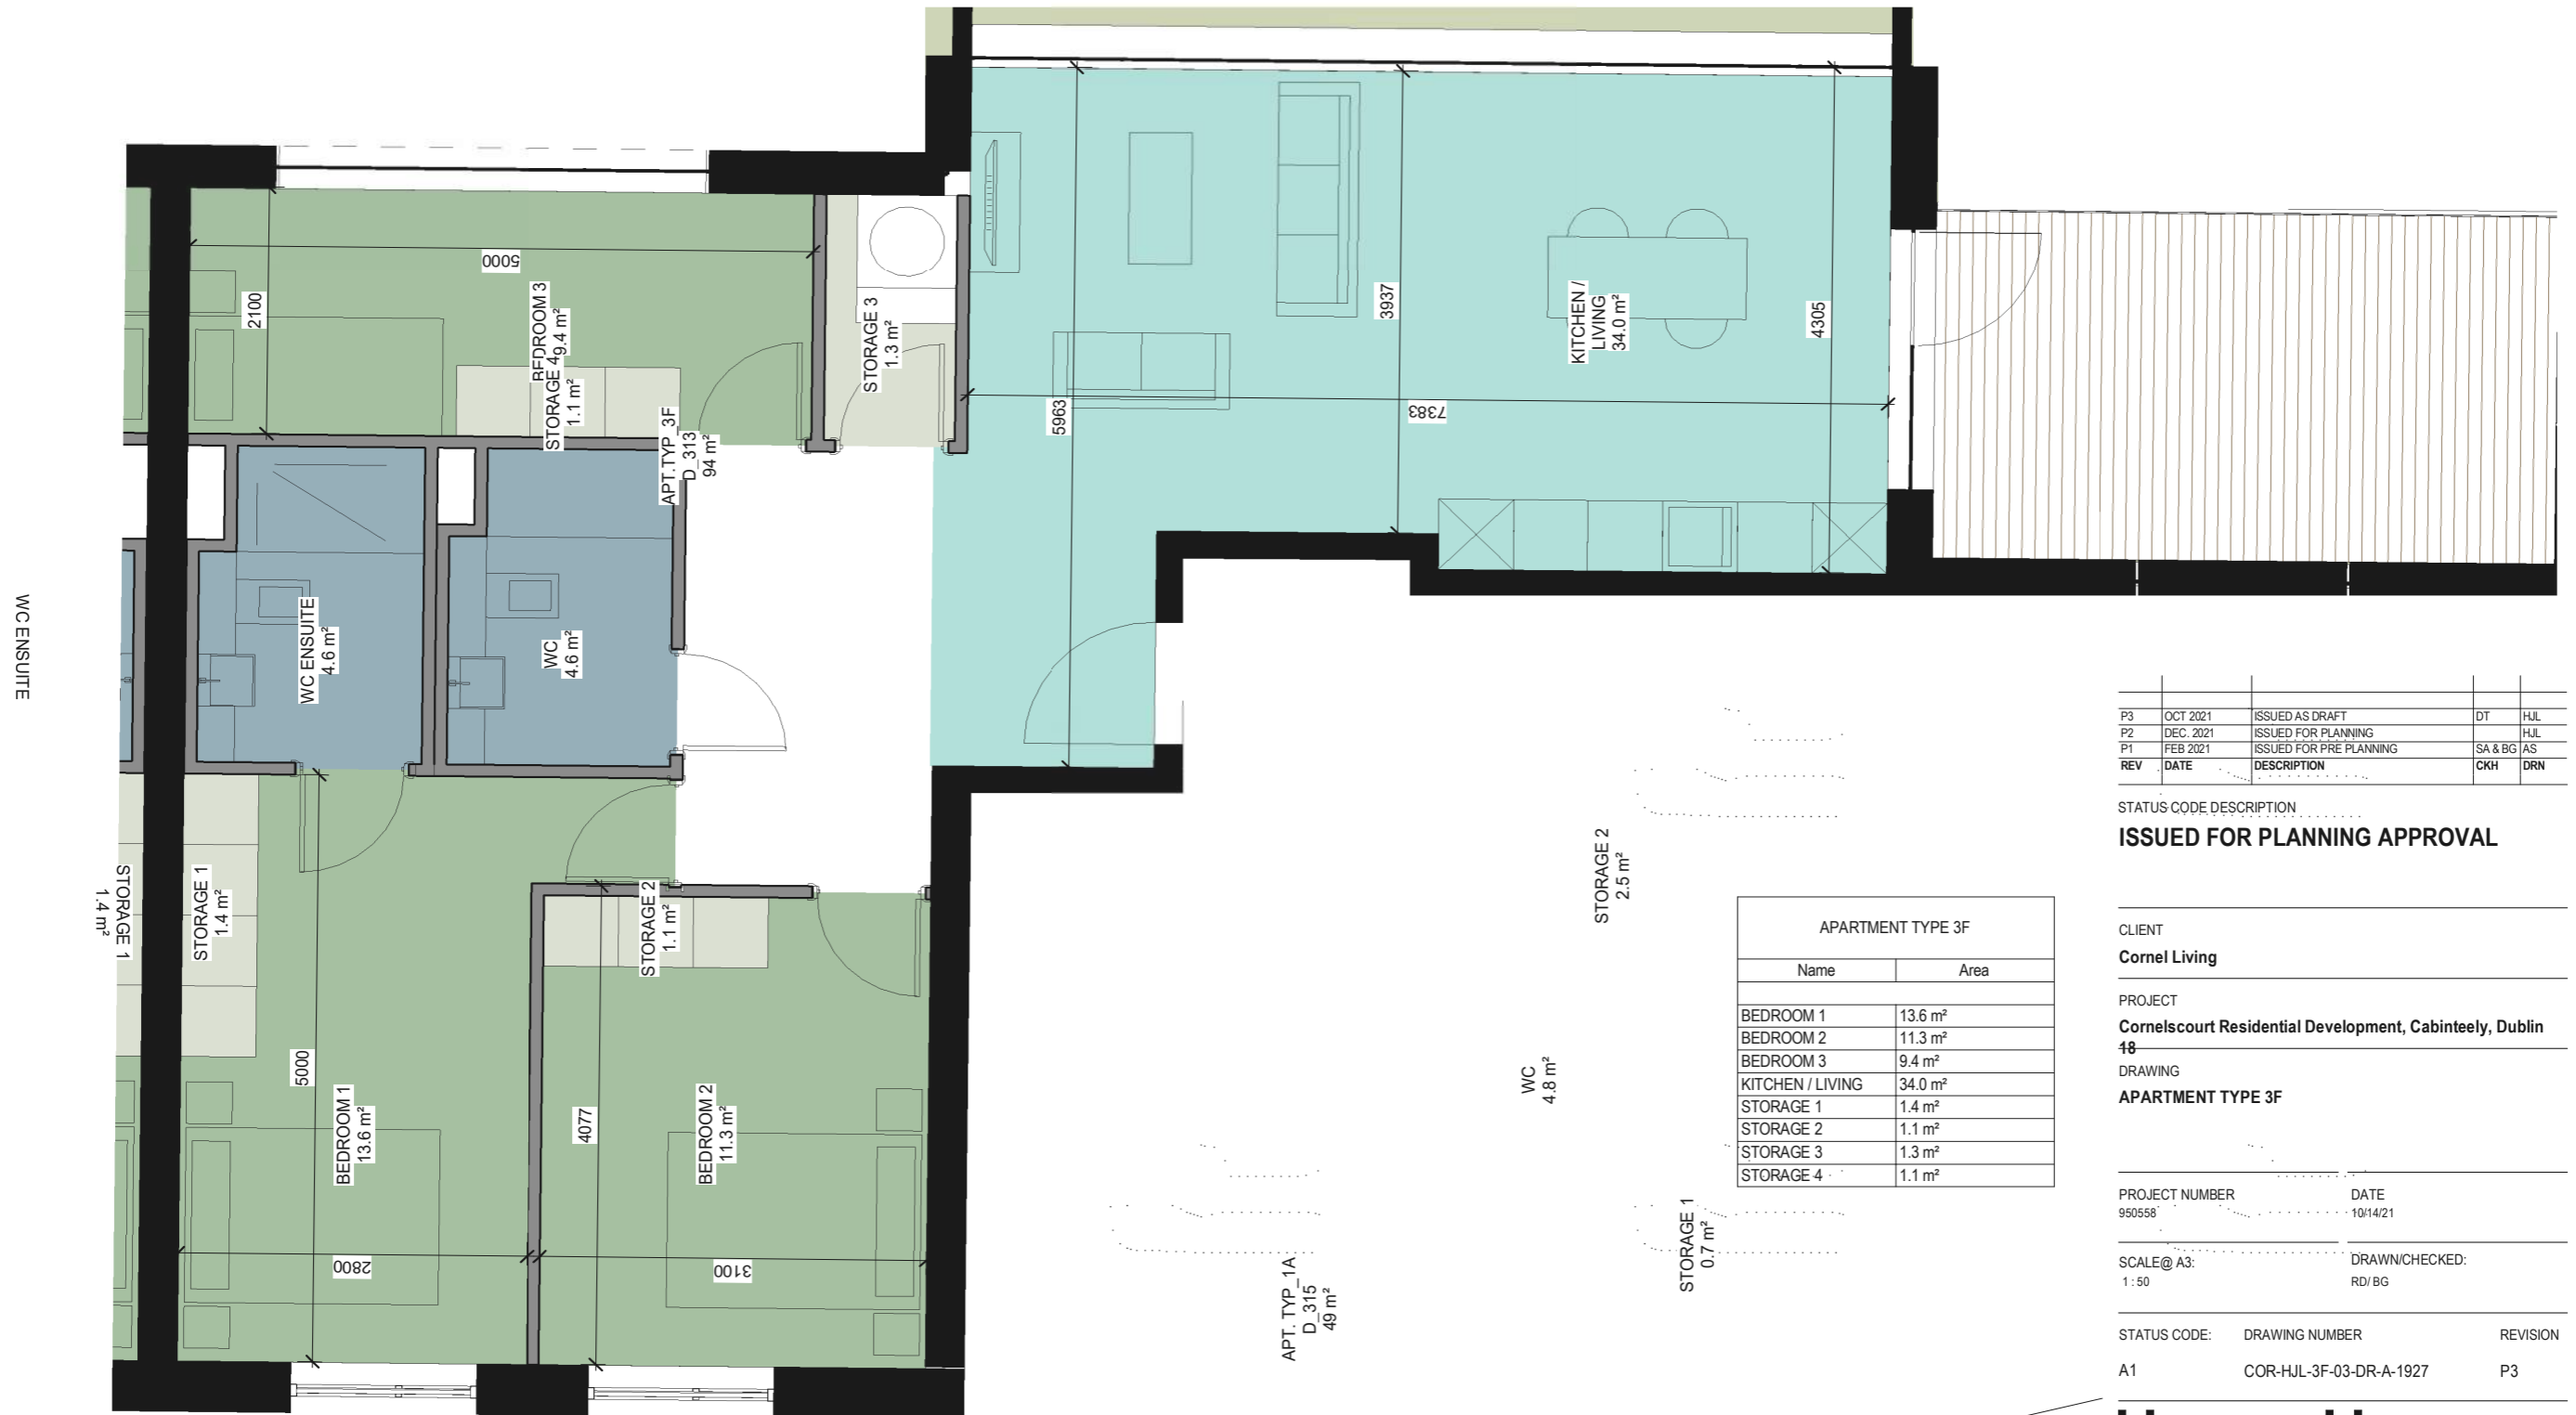 5000
2100
BEDROOM 3
9.4 m²
STORAGE 4
1.1 m²
STORAGE 3
1.3 m²
APT.TYP_3F
D_313
94 m²
5963
3937
7383
4305
KITCHEN /
LIVING
34.0 m²
WC ENSUITE
WC ENSUITE
4.6 m²
WC
4.6 m²
STORAGE 1
1.4 m²
STORAGE 1
1.4 m²
STORAGE 2
1.1 m²
5000
BEDROOM 1
13.6 m²
4077
BEDROOM 2
11.3 m²
2800
3100
STORAGE 2
2.5 m²
WC
4.8 m²
STORAGE 1
0.7 m²
APT. TYP_1A
D_315
49 m²
APARTMENT TYPE 3F
Name Area
BEDROOM 1 13.6 m²
BEDROOM 2 11.3 m²
BEDROOM 3 9.4 m²
KITCHEN / LIVING 34.0 m²
STORAGE 1 1.4 m²
STORAGE 2 1.1 m²
STORAGE 3 1.3 m²
STORAGE 4 1.1 m²
P3 OCT 2021 ISSUED AS DRAFT DT HJL
P2 DEC. 2021 ISSUED FOR PLANNING HJL
P1 FEB 2021 ISSUED FOR PRE PLANNING SA & BG AS
REV DATE DESCRIPTION CKH DRN
STATUS CODE DESCRIPTION
ISSUED FOR PLANNING APPROVAL
CLIENT
Cornel Living
PROJECT
Cornelscourt Residential Development, Cabinteely, Dublin
18
DRAWING
APARTMENT TYPE 3F
PROJECT NUMBER DATE
950558 10/14/21
SCALE@ A3: DRAWN/CHECKED:
1 : 50 RD/ BG
STATUS CODE: DRAWING NUMBER REVISION
A1 COR-HJL-3F-03-DR-A-1927 P3